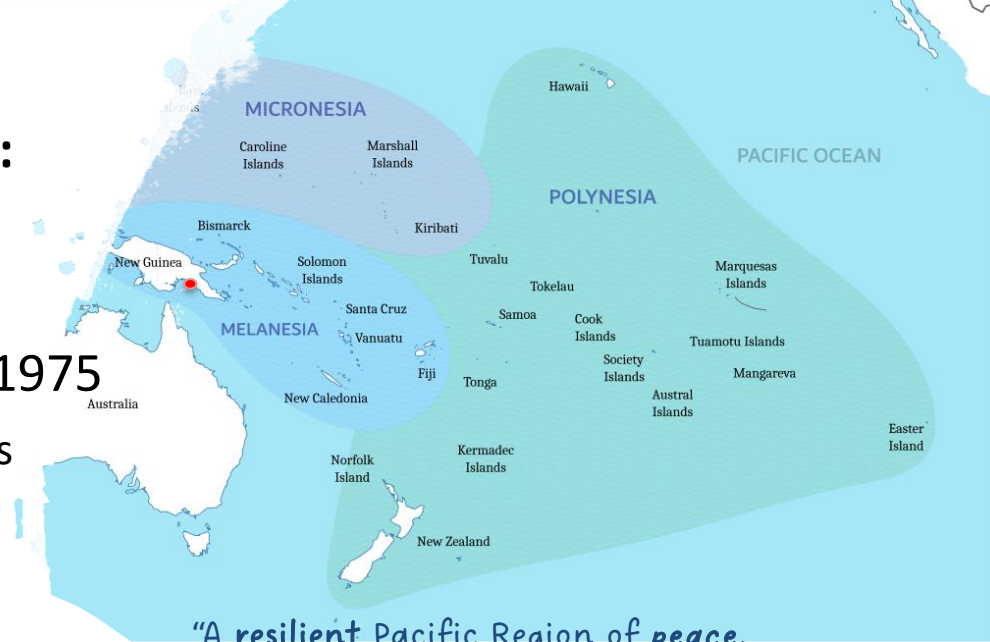 Hawaii
MICRONESIA
Caroline
Islands
Marshall
Islands
PACIFIC OCEAN
POLYNESIA
:
Bismarck
Kiribati
New Guinea
Solomon
Islands
Tuvalu
Marquesas
Islands
Tokelau
Santa Cruz
Samoa
Cook
Islands
MELANESIA
Vanuatu
Tuamotu Islands
Society
Islands
1975
Fiji
Tonga
Mangareva
Australia
New Caledonia
Austral
Islands
s
Easter
Island
Norfolk
Island
Kermadec
Islands
New Zealand
“A resilient Pacific Region of peace,